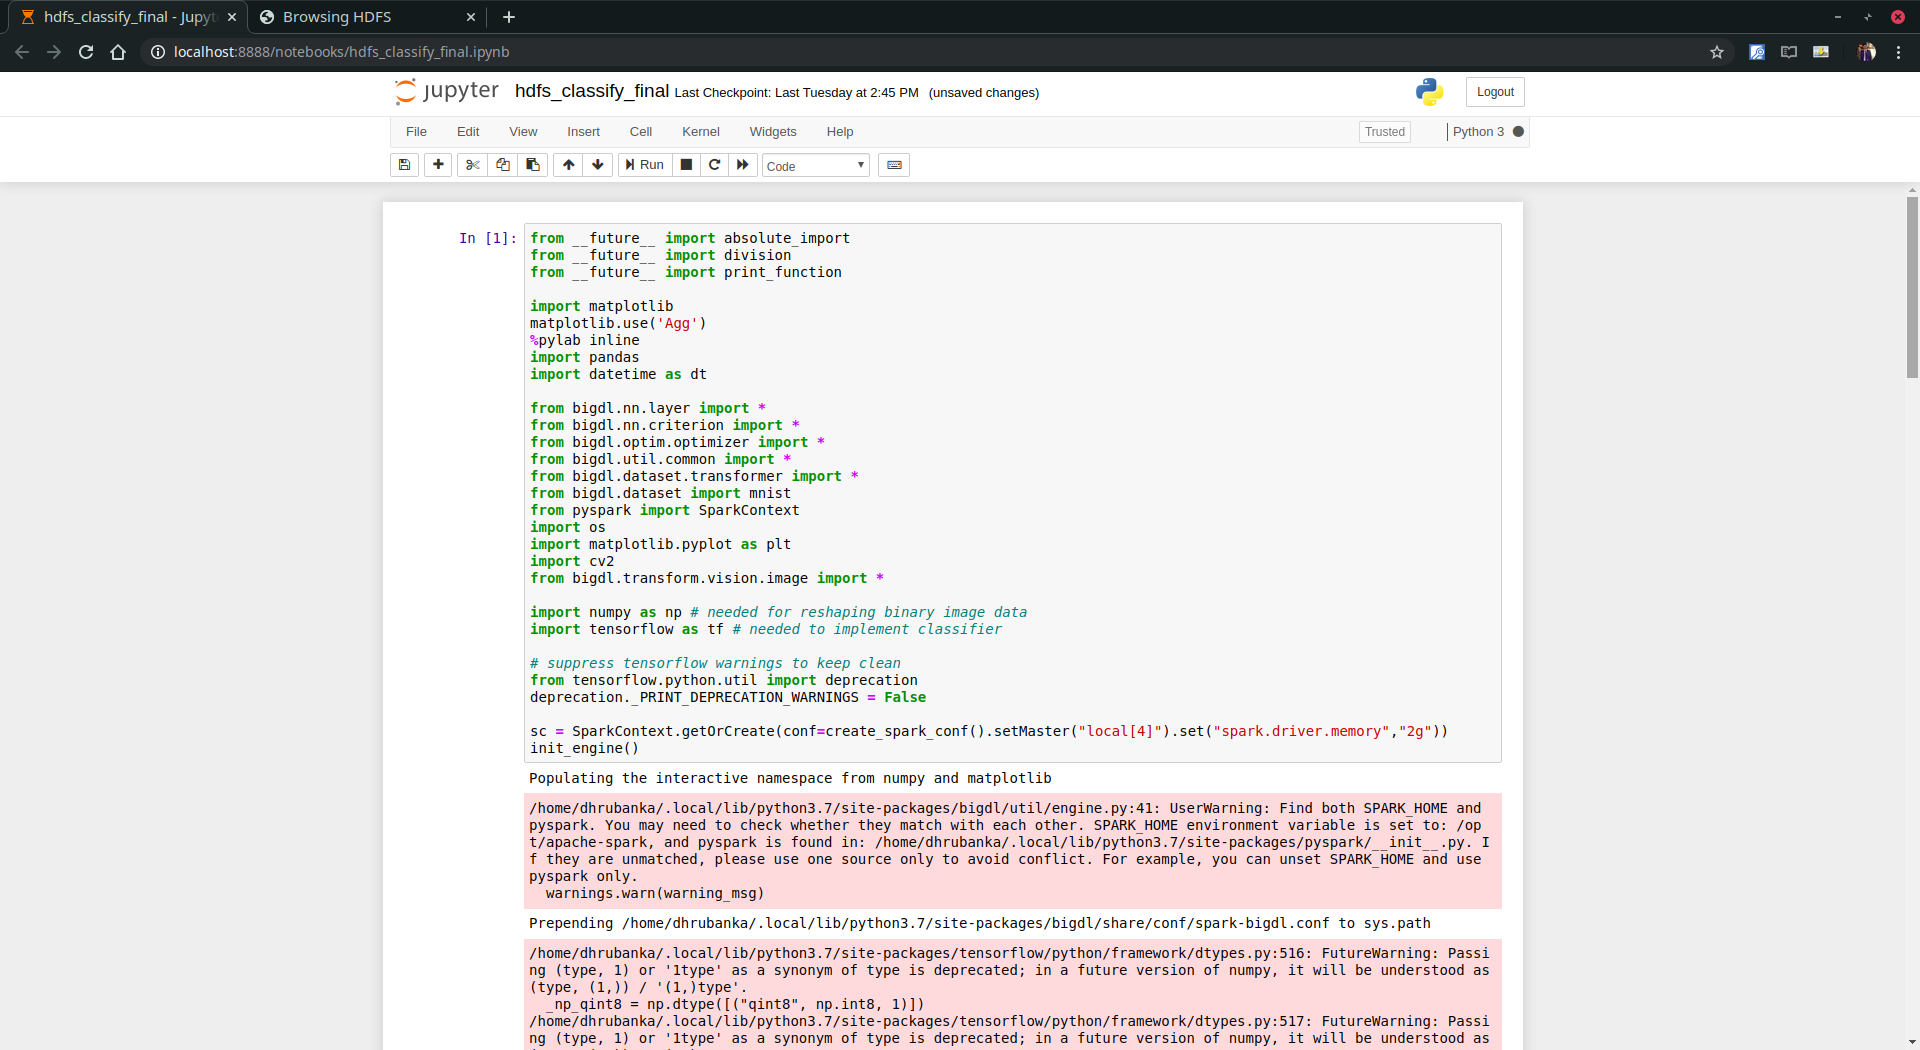 hdfs_classify_final - Jupyt
Browsing HDFS
localhost:8888/notebooks/hdfs_classify_final.ipynb
jupyter hdfs_classify_final Last Checkpoint: Last Tuesday at 2:45 PM (unsaved changes)
Logout
File Edit View Insert Cell Kernel Widgets Help
Trusted
Python 3
Run
Code
In [1]:
from __future__ import absolute_import
from __future__ import division
from __future__ import print_function
import matplotlib
matplotlib.use('Agg')
%pylab inline
import pandas
import datetime as dt
from bigdl.nn.layer import *
from bigdl.nn.criterion import *
from bigdl.optim.optimizer import *
from bigdl.util.common import *
from bigdl.dataset.transformer import *
from bigdl.dataset import mnist
from pyspark import SparkContext
import os
import matplotlib.pyplot as plt
import cv2
from bigdl.transform.vision.image import *
import numpy as np # needed for reshaping binary image data
import tensorflow as tf # needed to implement classifier
# suppress tensorflow warnings to keep clean
from tensorflow.python.util import deprecation
deprecation._PRINT_DEPRECATION_WARNINGS = False
sc = SparkContext.getOrCreate(conf=create_spark_conf().setMaster("local[4]").set("spark.driver.memory","2g"))
init_engine()
Populating the interactive namespace from numpy and matplotlib
/home/dhrubanka/.local/lib/python3.7/site-packages/bigdl/util/engine.py:41: UserWarning: Find both SPARK_HOME and
pyspark. You may need to check whether they match with each other. SPARK_HOME environment variable is set to: /op
t/apache-spark, and pyspark is found in: /home/dhrubanka/.local/lib/python3.7/site-packages/pyspark/__init__.py. I
f they are unmatched, please use one source only to avoid conflict. For example, you can unset SPARK_HOME and use
pyspark only.
warnings.warn(warning_msg)
Prepending /home/dhrubanka/.local/lib/python3.7/site-packages/bigdl/share/conf/spark-bigdl.conf to sys.path
/home/dhrubanka/.local/lib/python3.7/site-packages/tensorflow/python/framework/dtypes.py:516: FutureWarning: Passi
ng (type, 1) or '1type' as a synonym of type is deprecated; in a future version of numpy, it will be understood as
(type, (1,)) / '(1,)type'.
_np_qint8 = np.dtype([("qint8", np.int8, 1)])
/home/dhrubanka/.local/lib/python3.7/site-packages/tensorflow/python/framework/dtypes.py:517: FutureWarning: Passi
ng (type, 1) or '1type' as a synonym of type is deprecated; in a future version of numpy, it will be understood as